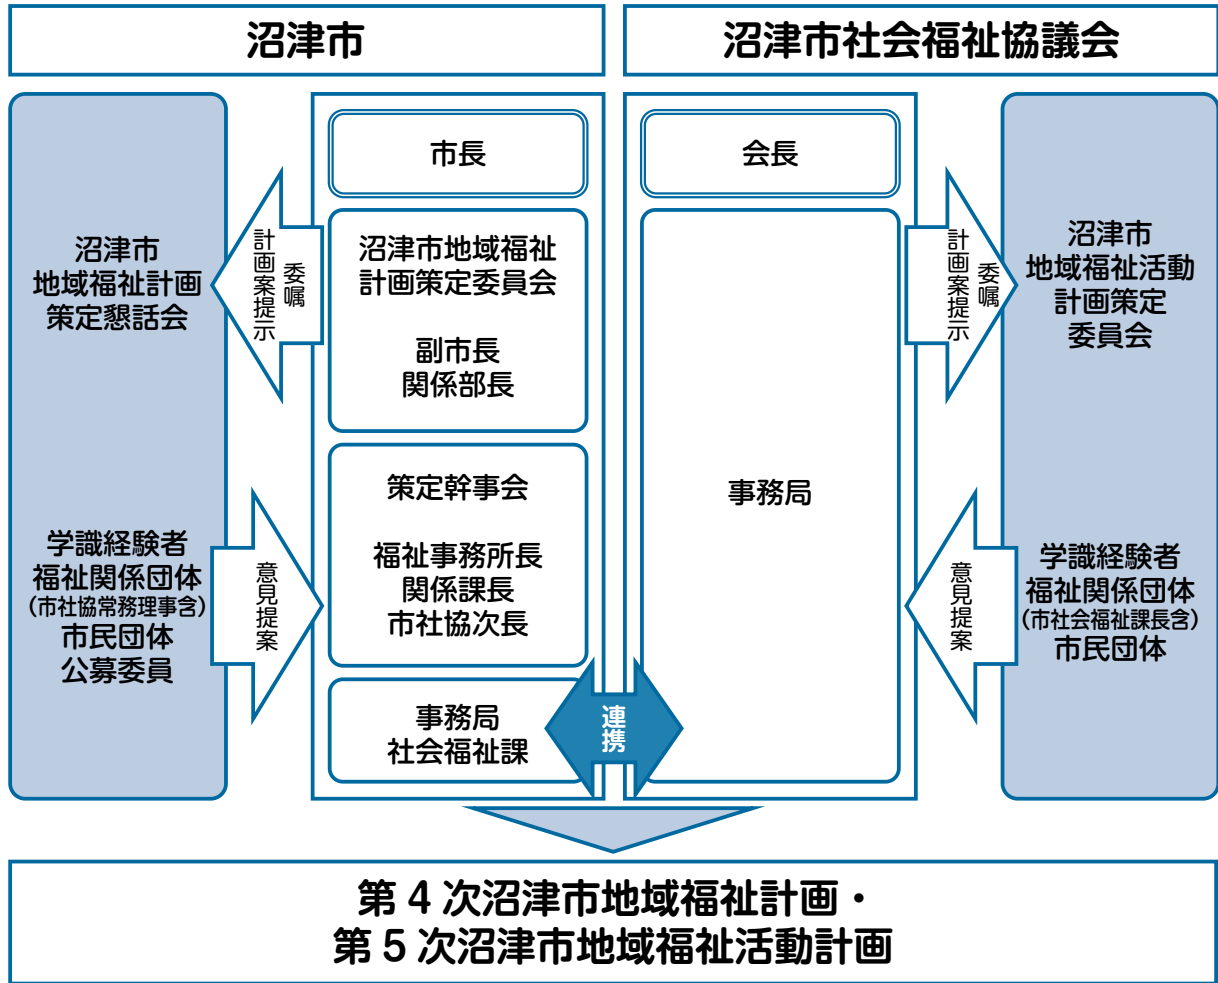 沼津市
沼津市社会福祉協議会
沼津市
地域福祉計画
策定懇話会
学識経験者
福祉関係団体
(市社協常務理事含)
市民団体
公募委員
委嘱
計画案提示
意見提案
市長
沼津市地域福祉
計画策定委員会
副市長
関係部長
策定幹事会
福祉事務所長
関係課長
市社協次長
事務局
社会福祉課
連携
会長
事務局
委嘱
計画案提示
意見提案
沼津市
地域福祉活動
計画策定
委員会
学識経験者
福祉関係団体
(市社会福祉課長含)
市民団体
第4次沼津市地域福祉計画・
第5次沼津市地域福祉活動計画